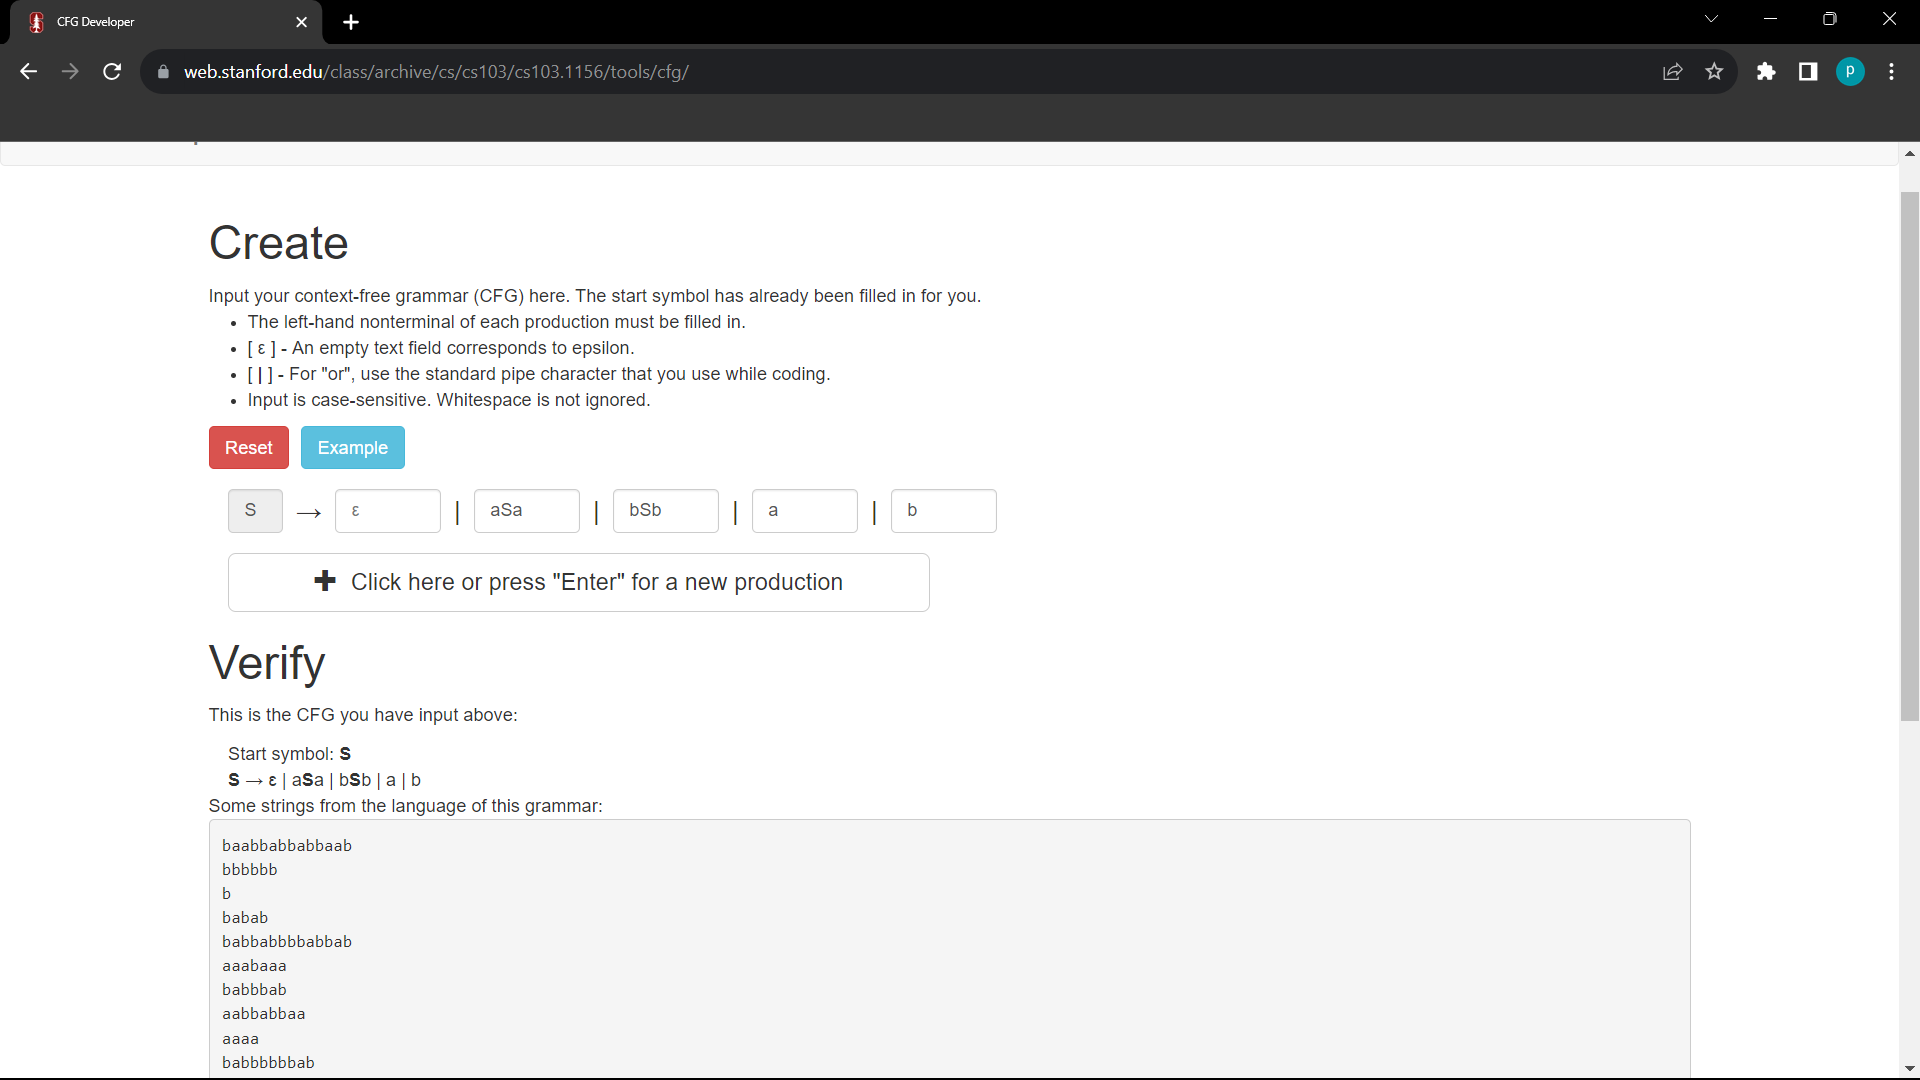 CFG Developer
web.stanford.edu/class/archive/cs/cs103/cs103.1156/tools/cfg/
P
Create
Input your context-free grammar (CFG) here. The start symbol has already been filled in for you.
• The left-hand nonterminal of each production must be filled in.
• [ ε ] - An empty text field corresponds to epsilon.
• [ | ] - For "or", use the standard pipe character that you use while coding.
• Input is case-sensitive. Whitespace is not ignored.
Reset Example
S → ε | aSa | bSb | a | b
+ Click here or press "Enter" for a new production
Verify
This is the CFG you have input above:
Start symbol: S
S → ε | aSa | bSb | a | b
Some strings from the language of this grammar:
baabbabbabbaab
bbbbbb
b
babab
babbabbbbabbab
aaabaaa
babbbab
aabbabbaa
aaaa
babbbbbbab